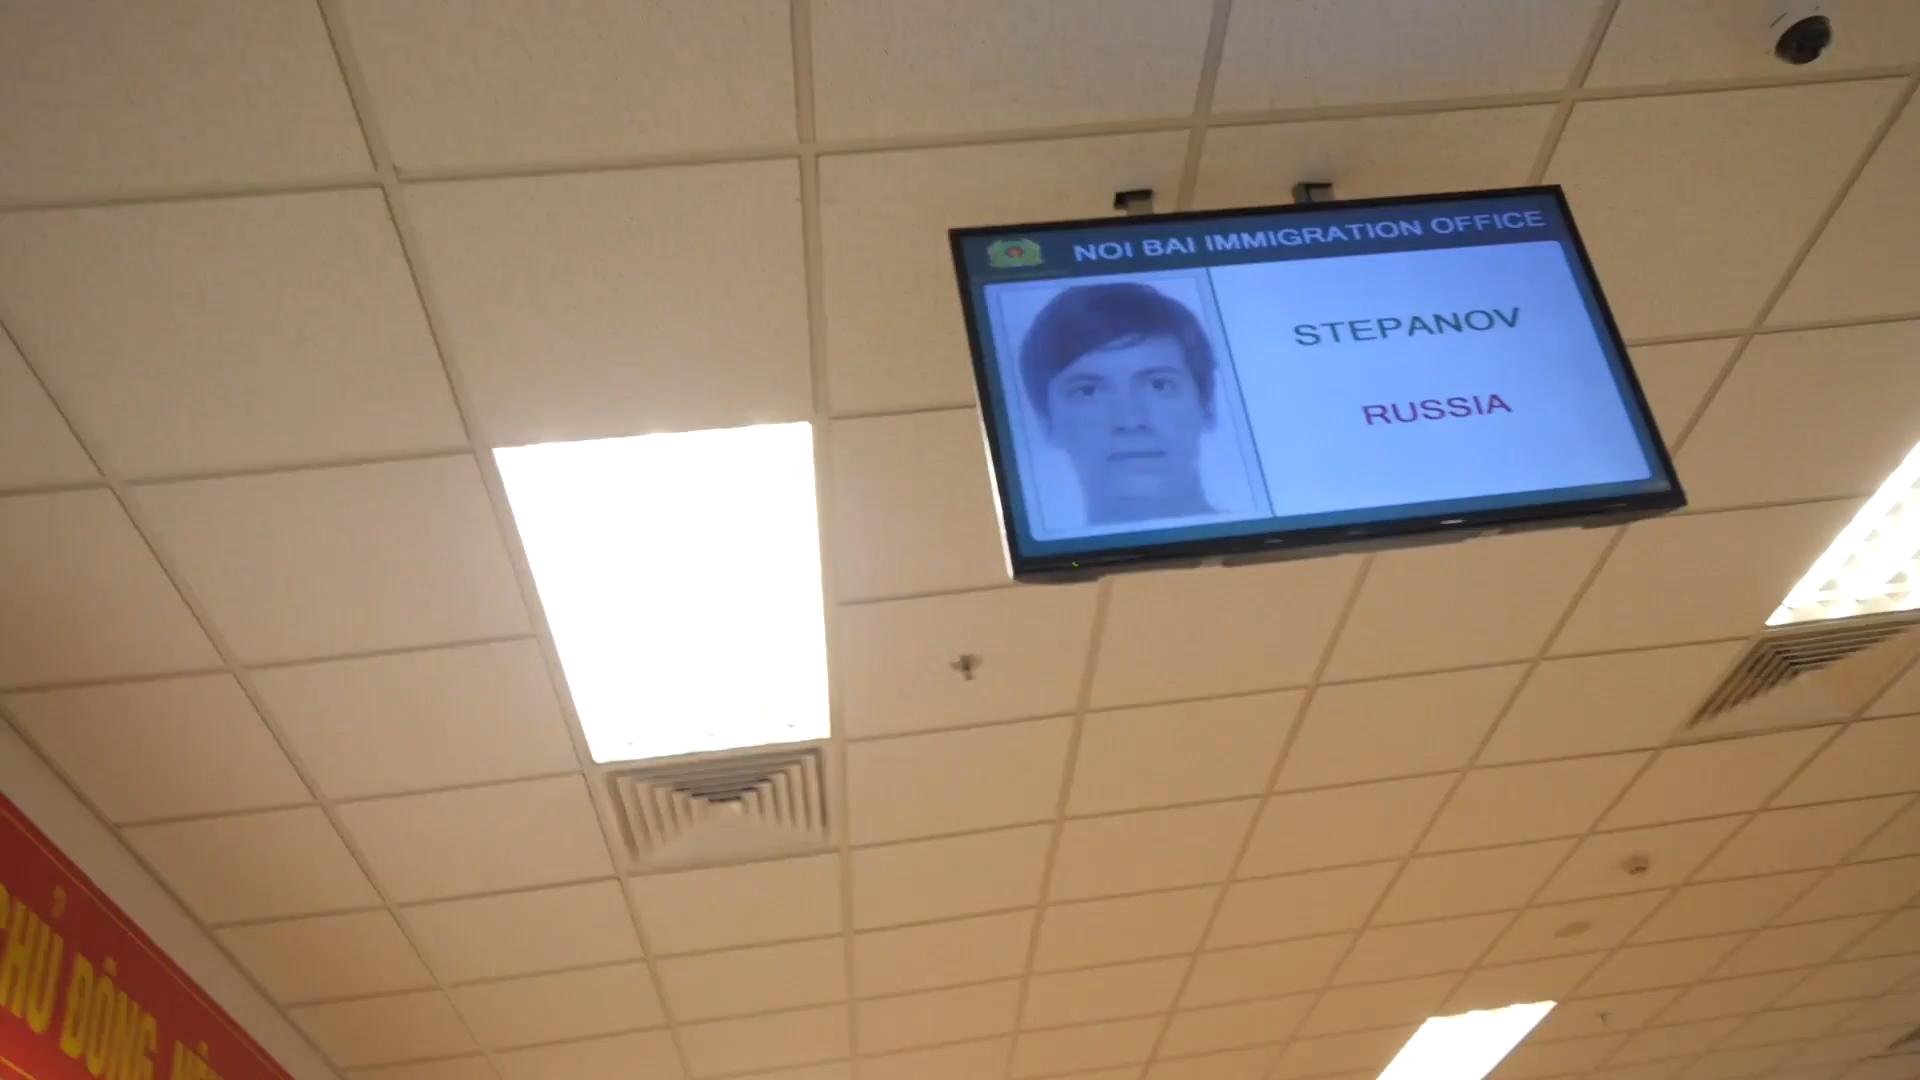 NOI BAI IMMIGRATION OFFICE
STEPANOV
RUSSIA
CHỦ ĐỘNG